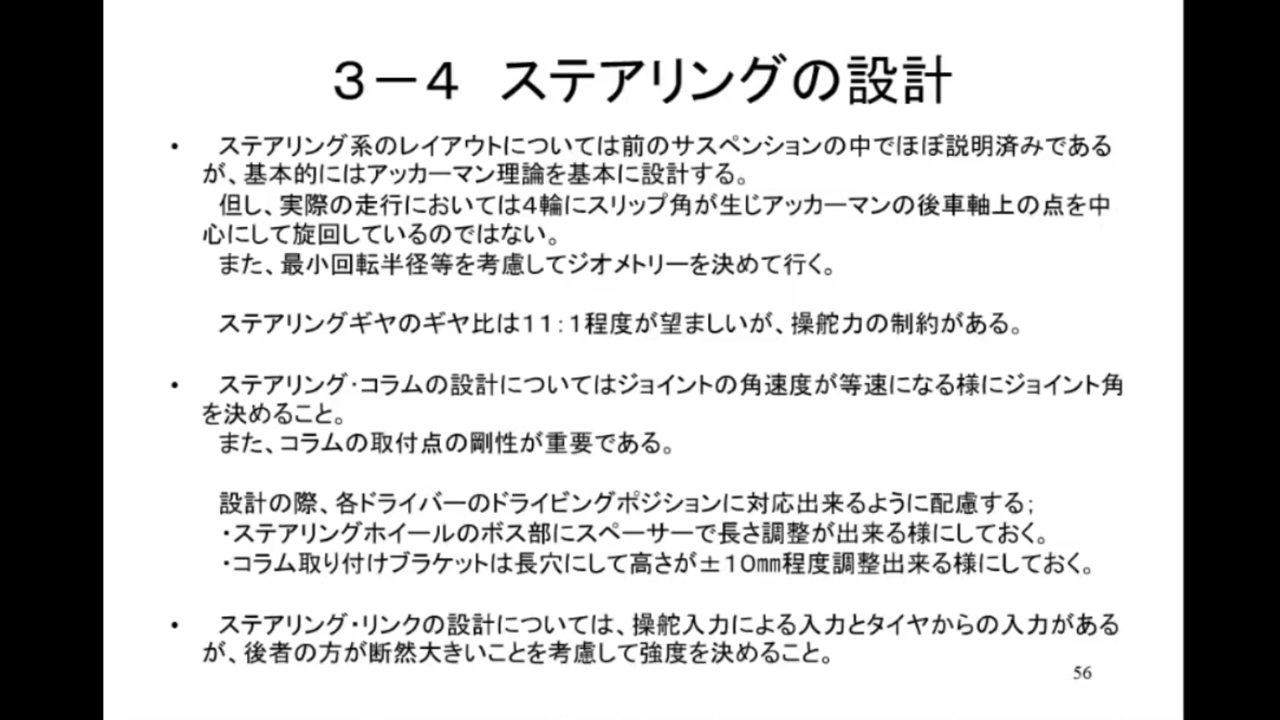 3－4　ステアリングの設計
•　ステアリング系のレイアウトについては前のサスペンションの中でほぼ説明済みである
が、基本的にはアッカーマン理論を基本に設計する。
但し、実際の走行においては4輪にスリップ角が生じアッカーマンの後車軸上の点を中
心にして旋回しているのではない。
また、最小回転半径等を考慮してジオメトリーを決めて行く。
ステアリングギヤのギヤ比は11：1程度が望ましいが、操舵力の制約がある。
•　ステアリング・コラムの設計についてはジョイントの角速度が等速になる様にジョイント角
を決めること。
また、コラムの取付点の剛性が重要である。
設計の際、各ドライバーのドライビングポジションに対応出来るように配慮する；
・ステアリングホイールのボス部にスペーサーで長さ調整が出来る様にしておく。
・コラム取り付けブラケットは長穴にして高さが±10㎜程度調整出来る様にしておく。
•　ステアリング・リンクの設計については、操舵入力による入力とタイヤからの入力がある
が、後者の方が断然大きいことを考慮して強度を決めること。
56